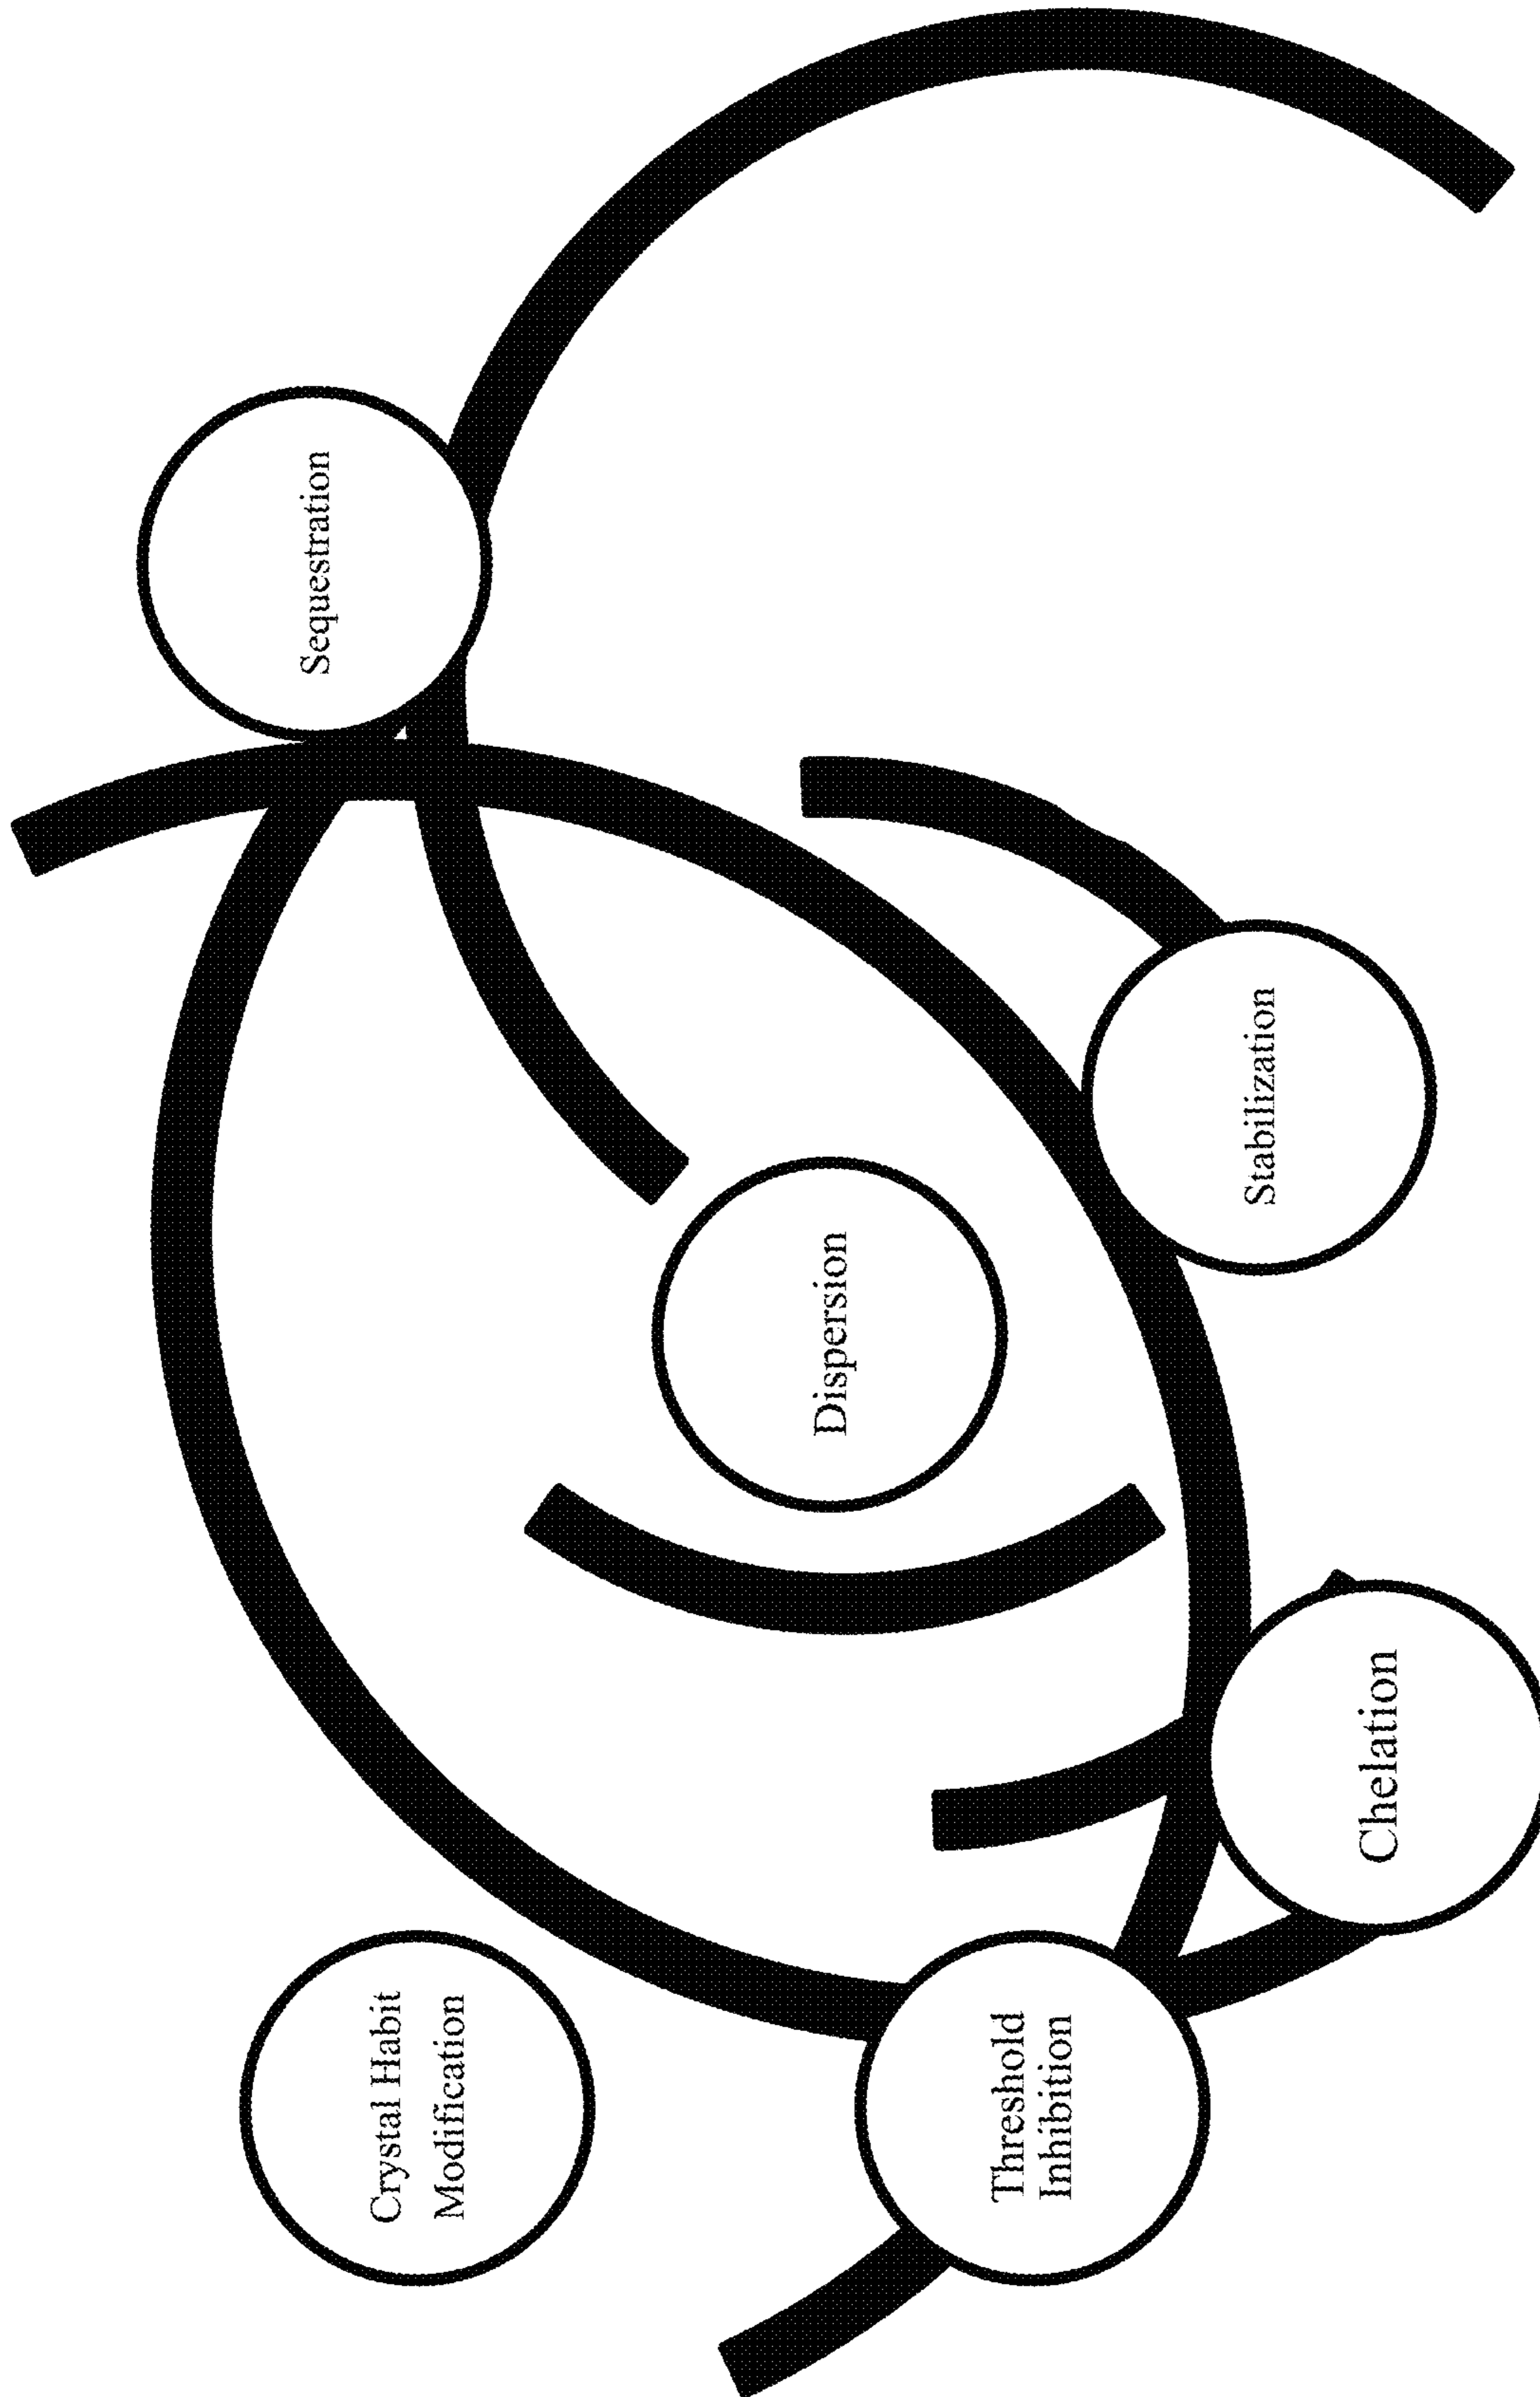 Crystal Habit
Modification
Threshold
Inhibition
Chelation
Dispersion
Stabilization
Sequestration